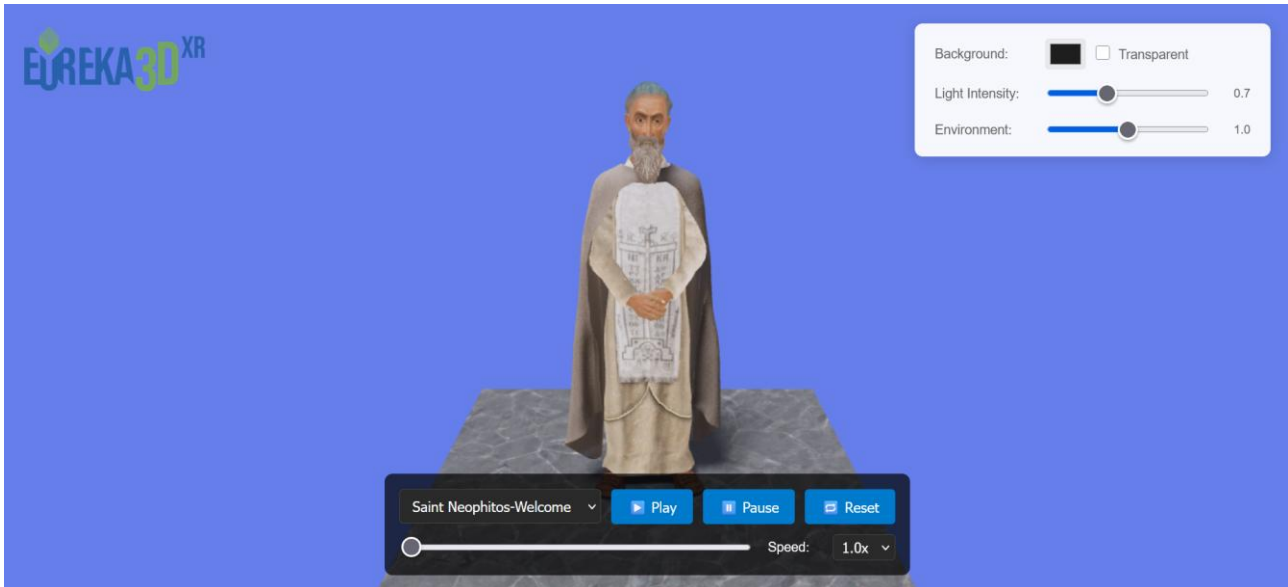 EUREKA3D XR
Background:
Transparent
Light Intensity:
0.7
Environment:
1.0
Saint Neophitos-Welcome
Play
Pause
Reset
Speed:
1.0x